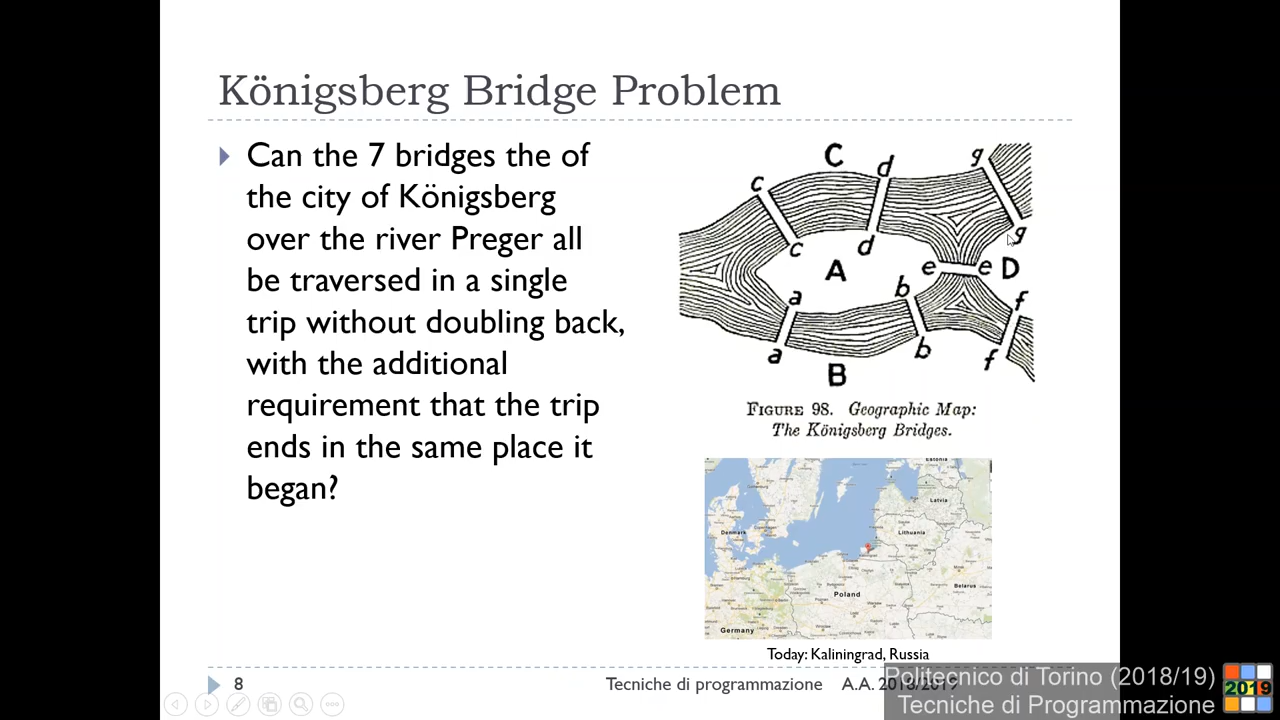 Königsberg Bridge Problem
Can the 7 bridges the of
the city of Königsberg
over the river Preger all
be traversed in a single
trip without doubling back,
with the additional
requirement that the trip
ends in the same place it
began?
C
g
c
d
g
c
d
A
e
e
D
a
b
f
a
b
f
B
FIGURE 98. Geographic Map:
The Königsberg Bridges.
Estonia
Latvia
Denmark
Lithuania
Belarus
Poland
Germany
Today: Kaliningrad, Russia
8
Tecniche di programmazione A.A. 2018/2019
Politecnico di Torino (2018/19)
Tecniche di Programmazione
2019